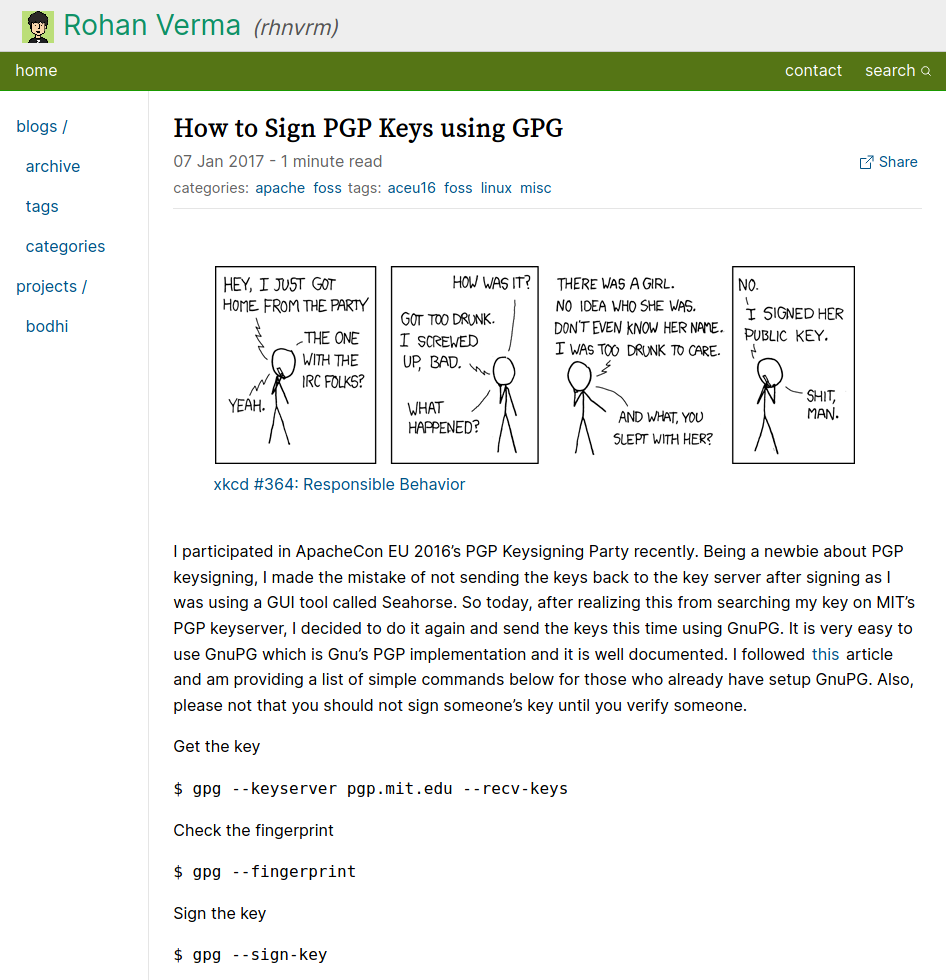 Rohan Verma (rhnvrm)
home
contact
search
blogs /
archive
tags
categories
projects /
bodhi
How to Sign PGP Keys using GPG
07 Jan 2017 - 1 minute read
Share
categories: apache foss tags: aceu16 foss linux misc
HEY, I JUST GOT
HOME FROM THE PARTY
THE ONE
WITH THE
IRC FOLKS?
YEAH.
HOW WAS IT?
GOT TOO DRUNK.
I SCREWED
UP, BAD.
WHAT
HAPPENED?
THERE WAS A GIRL.
NO IDEA WHO SHE WAS.
DON'T EVEN KNOW HER NAME.
I WAS TOO DRUNK TO CARE.
AND WHAT, YOU
SLEPT WITH HER?
NO.
I SIGNED HER
PUBLIC KEY.
SHIT,
MAN.
xkcd #364: Responsible Behavior
I participated in ApacheCon EU 2016’s PGP Keysigning Party recently. Being a newbie about PGP
keysigning, I made the mistake of not sending the keys back to the key server after signing as I
was using a GUI tool called Seahorse. So today, after realizing this from searching my key on MIT’s
PGP keyserver, I decided to do it again and send the keys this time using GnuPG. It is very easy to
use GnuPG which is Gnu’s PGP implementation and it is well documented. I followed this article
and am providing a list of simple commands below for those who already have setup GnuPG. Also,
please not that you should not sign someone’s key until you verify someone.
Get the key
$ gpg --keyserver pgp.mit.edu --recv-keys
Check the fingerprint
$ gpg --fingerprint
Sign the key
$ gpg --sign-key